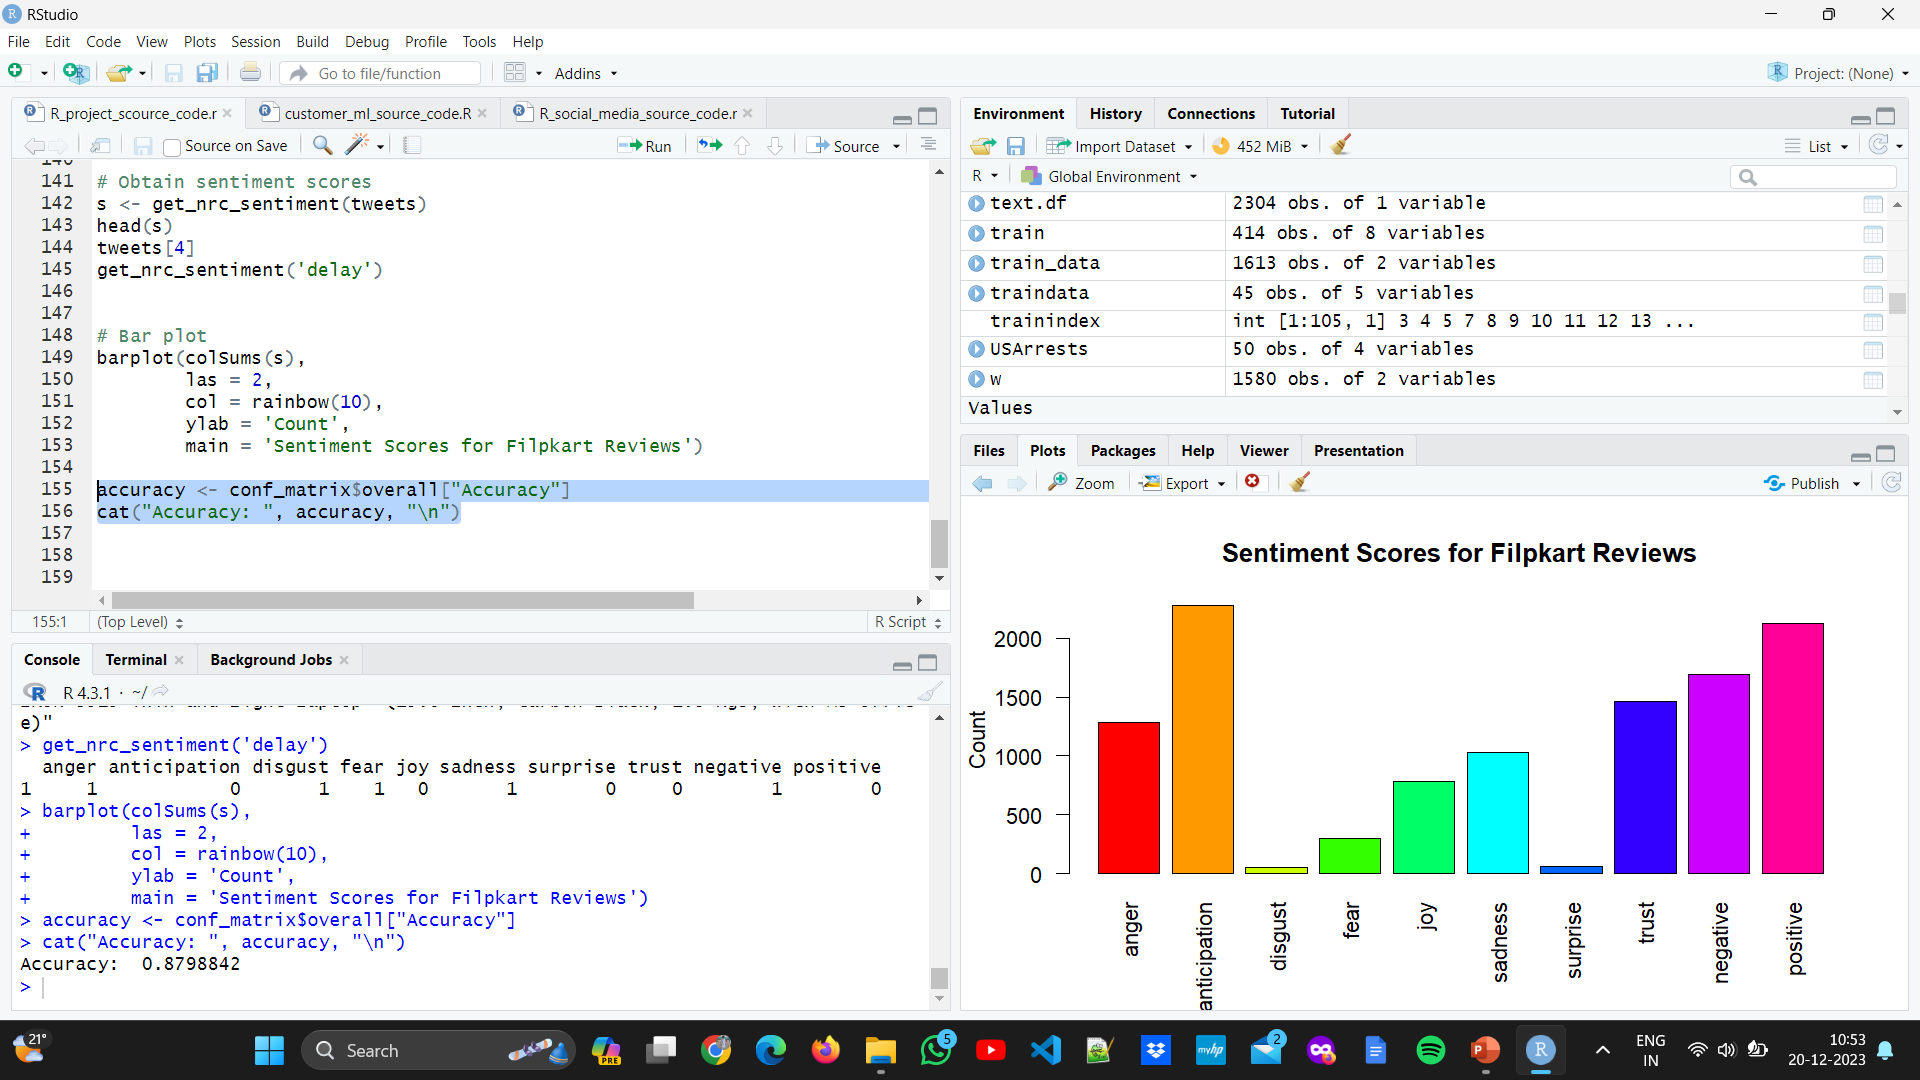 RStudio
File Edit Code View Plots Session Build Debug Profile Tools Help
Go to file/function Addins Project: (None)
R_project_scource_code.r customer_ml_source_code.R R_social_media_source_code.r
Source on Save Run Source
140
141 # Obtain sentiment scores
142 s <- get_nrc_sentiment(tweets)
143 head(s)
144 tweets[4]
145 get_nrc_sentiment('delay')
146
147
148 # Bar plot
149 barplot(colSums(s),
150 las = 2,
151 col = rainbow(10),
152 ylab = 'Count',
153 main = 'Sentiment Scores for Filpkart Reviews')
154
155 accuracy <- conf_matrix$overall["Accuracy"]
156 cat("Accuracy: ", accuracy, "\n")
157
158
159
155:1 (Top Level) R Script
Console Terminal Background Jobs
R 4.3.1 · ~/
e)"
> get_nrc_sentiment('delay')
anger anticipation disgust fear joy sadness surprise trust negative positive
1 1 0 1 1 0 1 0 0 1 0
> barplot(colSums(s),
+ las = 2,
+ col = rainbow(10),
+ ylab = 'Count',
+ main = 'Sentiment Scores for Filpkart Reviews')
> accuracy <- conf_matrix$overall["Accuracy"]
> cat("Accuracy: ", accuracy, "\n")
Accuracy: 0.8798842
>
Environment History Connections Tutorial
Import Dataset 452 MiB List
R Global Environment
text.df 2304 obs. of 1 variable
train 414 obs. of 8 variables
train_data 1613 obs. of 2 variables
traindata 45 obs. of 5 variables
trainindex int [1:105, 1] 3 4 5 7 8 9 10 11 12 13 ...
USArrests 50 obs. of 4 variables
w 1580 obs. of 2 variables
Values
Files Plots Packages Help Viewer Presentation
Zoom Export Publish
Sentiment Scores for Filpkart Reviews
Count
2000
1500
1000
500
0
anger anticipation disgust fear joy sadness surprise trust negative positive
21° Search PRE 5 myhp 2 R ENG IN 10:53
20-12-2023